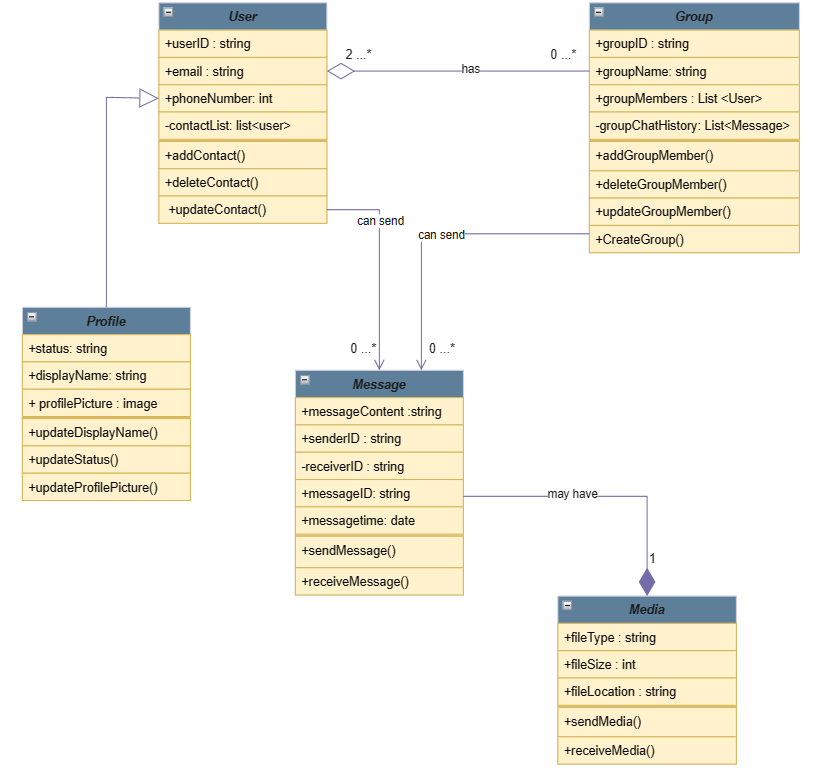 User
+userID : string
+email : string
+phoneNumber: int
-contactList: list<user>
+addContact()
+deleteContact()
+updateContact()
2 ...*
has
0 ...*
Group
+groupID : string
+groupName: string
+groupMembers : List <User>
-groupChatHistory: List<Message>
+addGroupMember()
+deleteGroupMember()
+updateGroupMember()
+CreateGroup()
can send
can send
0 ...*
0 ...*
Profile
+status: string
+displayName: string
+ profilePicture : image
+updateDisplayName()
+updateStatus()
+updateProfilePicture()
Message
+messageContent :string
+senderID : string
-receiverID : string
+messageID: string
+messagetime: date
+sendMessage()
+receiveMessage()
may have
1
Media
+fileType : string
+fileSize : int
+fileLocation : string
+sendMedia()
+receiveMedia()